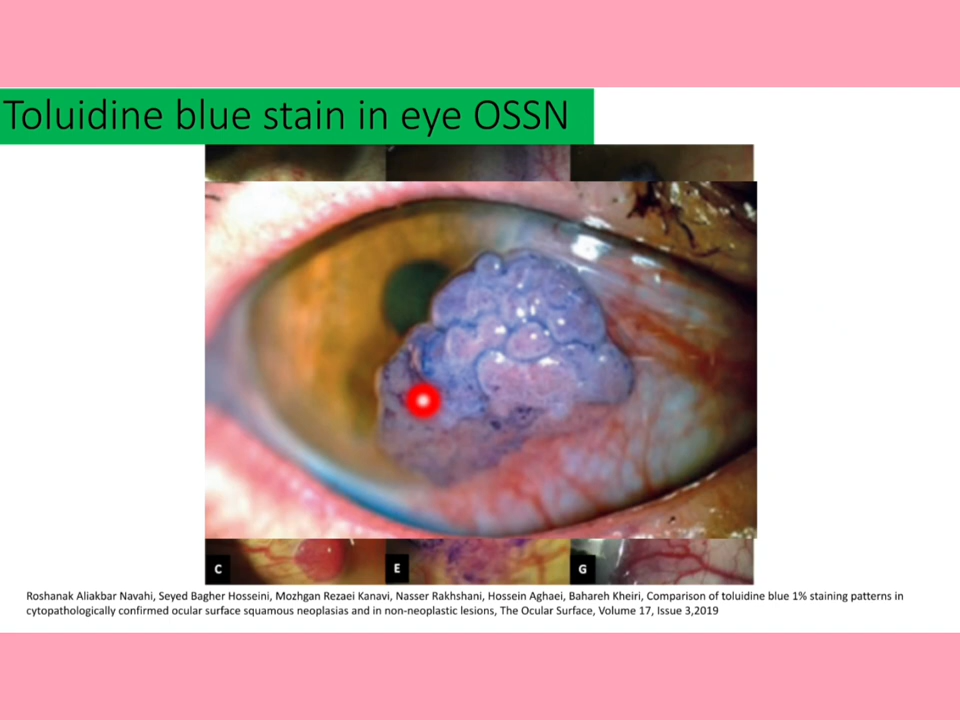 Toluidine blue stain in eye OSSN
C
E
G
Roshanak Aliakbar Navahi, Seyed Bagher Hosseini, Mozhgan Rezaei Kanavi, Nasser Rakhshani, Hossein Aghaei, Bahareh Kheiri, Comparison of toluidine blue 1% staining patterns in
cytopathologically confirmed ocular surface squamous neoplasias and in non-neoplastic lesions, The Ocular Surface, Volume 17, Issue 3,2019